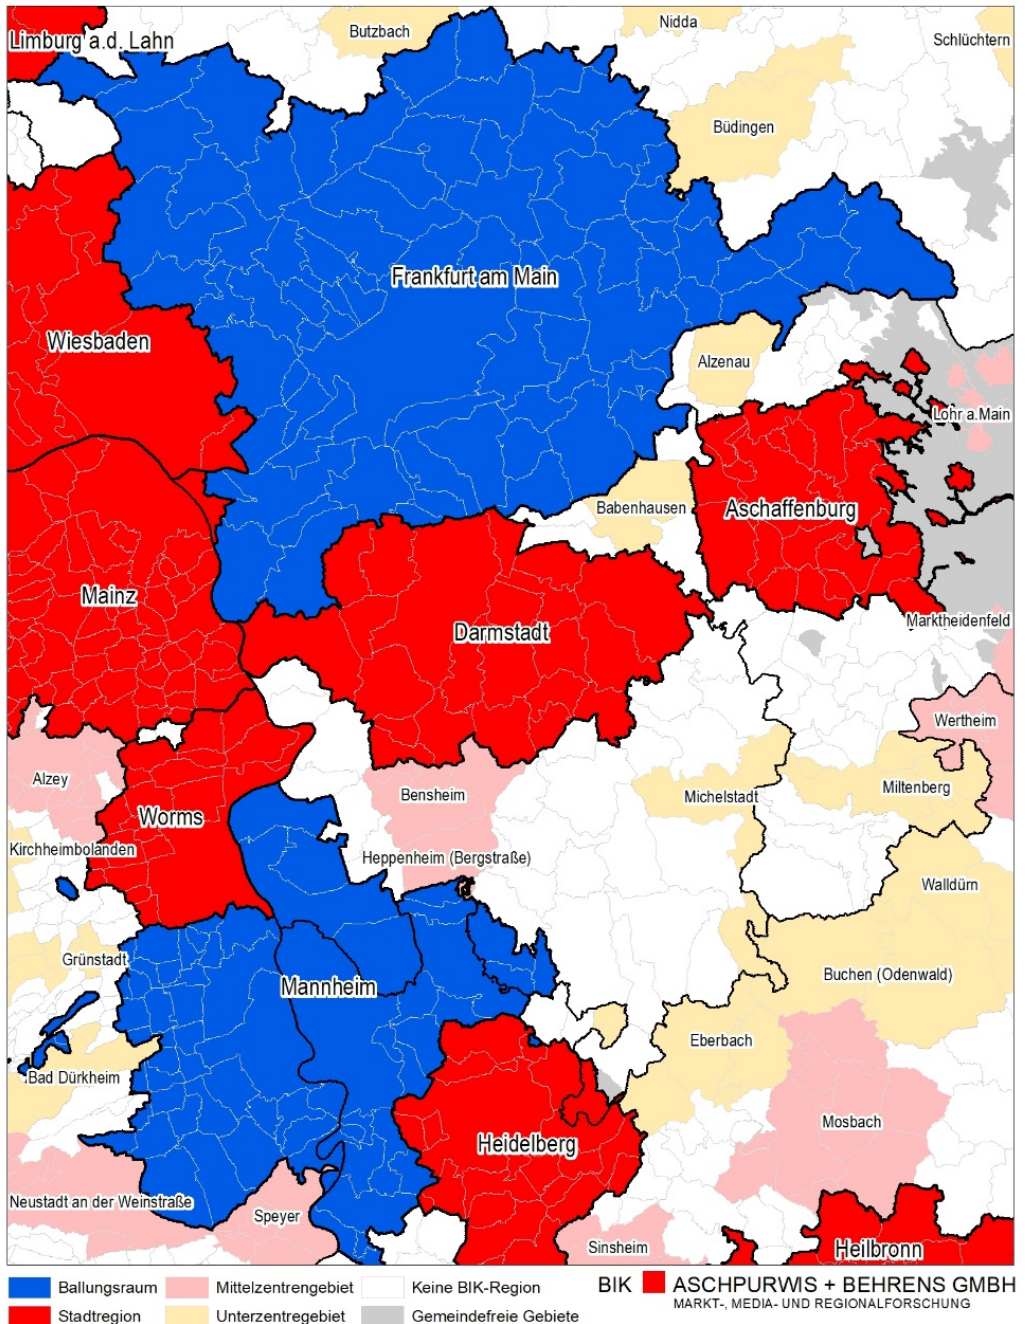 Butzbach
Nidda
Limburg a.d. Lahn
Schlüchtern
Büdingen
Frankfurt am Main
Wiesbaden
Alzenau
Lohr a.Main
Babenhausen
Aschaffenburg
Mainz
Darmstadt
Marktheidenfeld
Wertheim
Alzey
Bensheim
Michelstadt
Miltenberg
Worms
Kirchheimbolanden
Heppenheim (Bergstraße)
Walldürn
Grünstadt
Mannheim
Buchen (Odenwald)
Eberbach
Bad Dürkheim
Mosbach
Heidelberg
Neustadt an der Weinstraße
Speyer
Sinsheim
Heilbronn
Ballungsraum
Mittelzentrengebiet
Keine BIK-Region
BIK ASCHPURWIS + BEHRENS GMBH
MARKT-, MEDIA- UND REGIONALFORSCHUNG
Stadtregion
Unterzentrengebiet
Gemeindefreie Gebiete